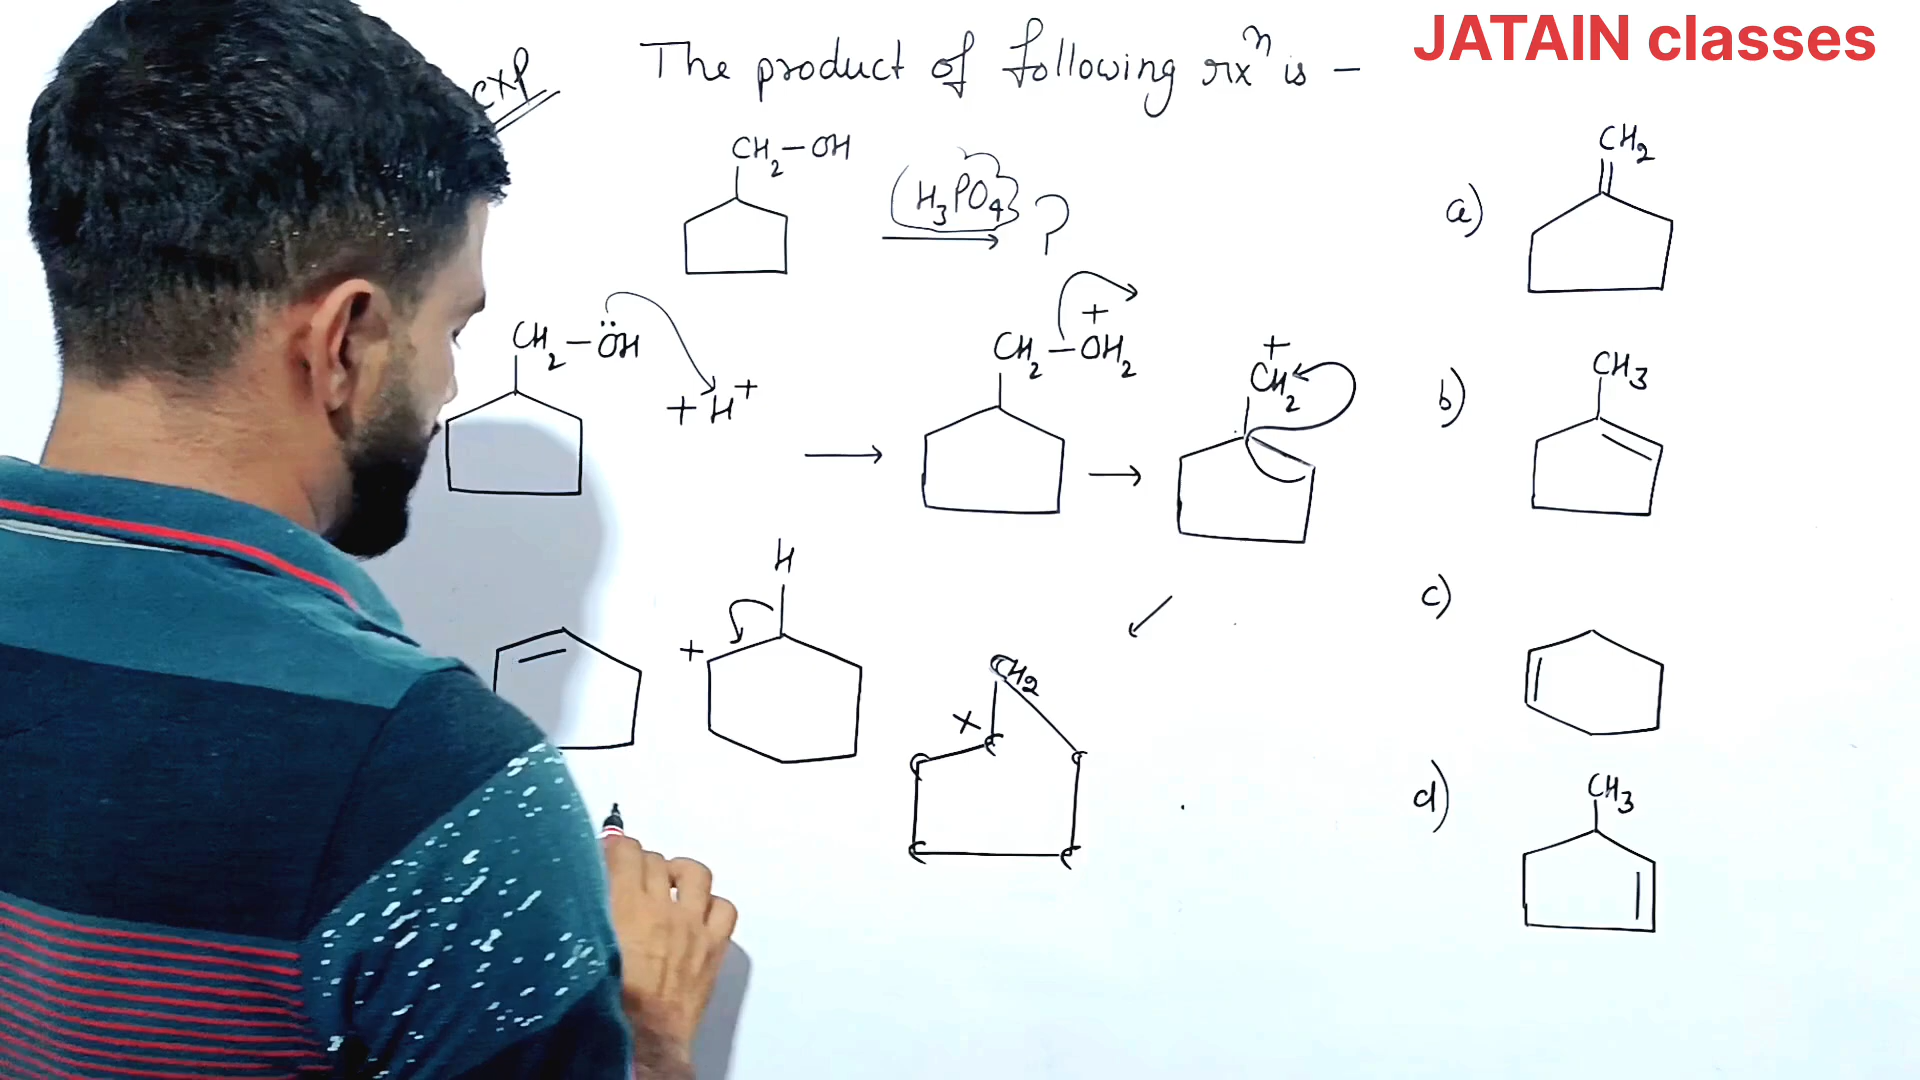 JATAIN classes
exp
The product of following rxⁿ is –
CH₂–OH
(H₃PO₄)
?
a)
CH₂
CH₂–ÖH
+ H⁺
CH₂–OH₂
+
+
CH₂
b)
CH₃
H
+
CH₂
+
C
C
C
C
C
c)
d)
CH₃